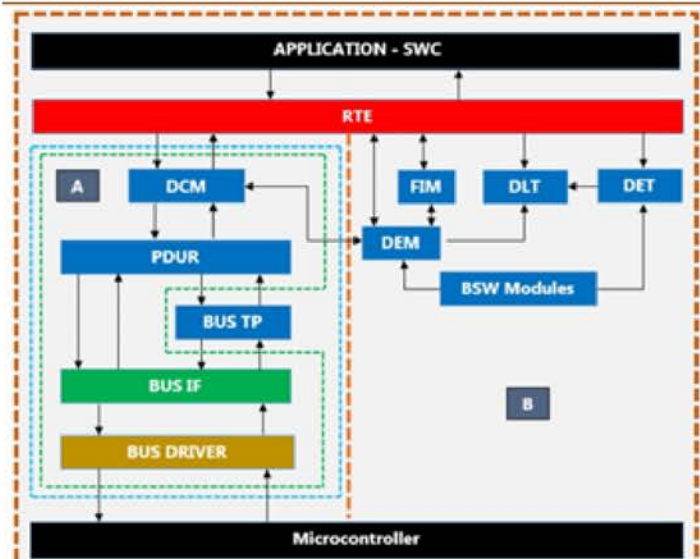 APPLICATION - SWC
RTE
A
DCM
FIM
DLT
DET
PDUR
DEM
BSW Modules
BUS TP
BUS IF
B
BUS DRIVER
Microcontroller